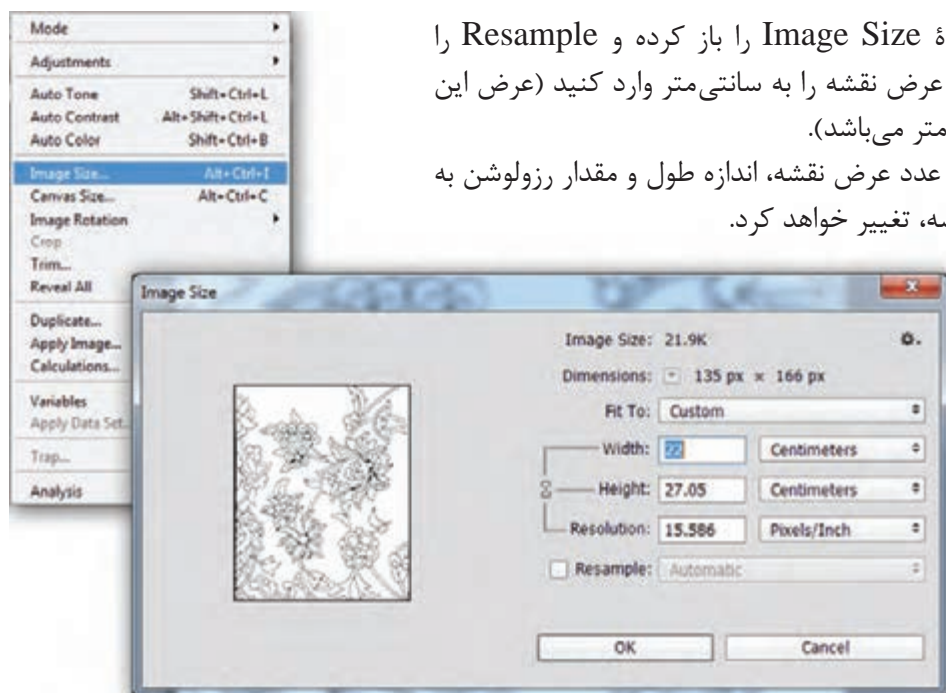 ۀ Image Size را باز کرده و Resample را
عرض نقشه را به سانتی‌متر وارد کنید (عرض این
متر می‌باشد).
عدد عرض نقشه، اندازه طول و مقدار رزولوشن به
سه، تغییر خواهد کرد.
Mode
Adjustments
Auto Tone Shift+Ctrl+L
Auto Contrast Alt+Shift+Ctrl+L
Auto Color Shift+Ctrl+B
Image Size... Alt+Ctrl+I
Canvas Size... Alt+Ctrl+C
Image Rotation
Crop
Trim...
Reveal All
Duplicate...
Apply Image...
Calculations...
Variables
Apply Data Set..
Trap...
Analysis
Image Size
Image Size: 21.9K
Dimensions: 135 px × 166 px
Fit To: Custom
Width: 22 Centimeters
Height: 27.05 Centimeters
Resolution: 15.586 Pixels/Inch
Resample: Automatic
OK Cancel